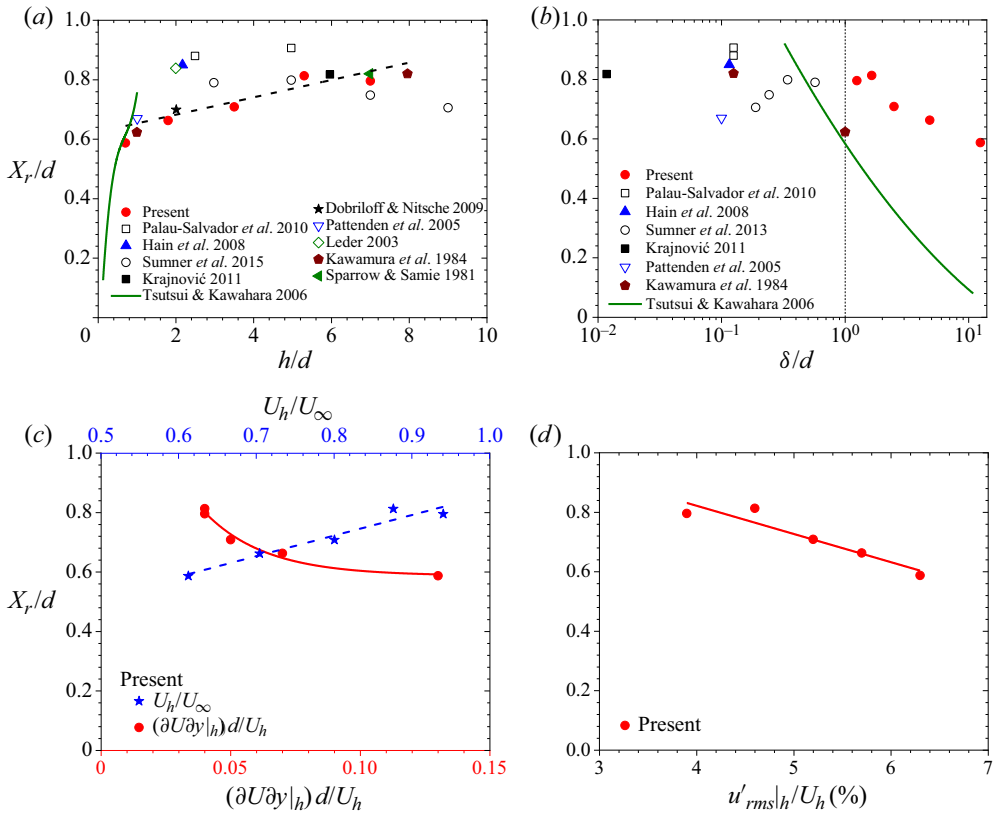 (a)
1.0
0.8
0.6
0.4
0.2
0
X_r/d
0
2
4
6
8
10
h/d
Present
Palau-Salvador et al. 2010
Hain et al. 2008
Sumner et al. 2015
Krajnović 2011
Tsutsui & Kawahara 2006
Dobriloff & Nitsche 2009
Pattenden et al. 2005
Leder 2003
Kawamura et al. 1984
Sparrow & Samie 1981
(b)
1.0
0.8
0.6
0.4
0.2
0
10⁻²
10⁻¹
10⁰
10¹
δ/d
Present
Palau-Salvador et al. 2010
Hain et al. 2008
Sumner et al. 2013
Krajnović 2011
Pattenden et al. 2005
Kawamura et al. 1984
Tsutsui & Kawahara 2006
(c)
U_h/U_∞
0.5
0.6
0.7
0.8
0.9
1.0
1.0
0.8
0.6
0.4
0.2
0
X_r/d
Present
U_h/U_∞
(∂U∂y|_h) d/U_h
0
0.05
0.10
0.15
(∂U∂y|_h) d/U_h
(d)
1.0
0.8
0.6
0.4
0.2
0
Present
3
4
5
6
7
u′_rms|_h/U_h (%)